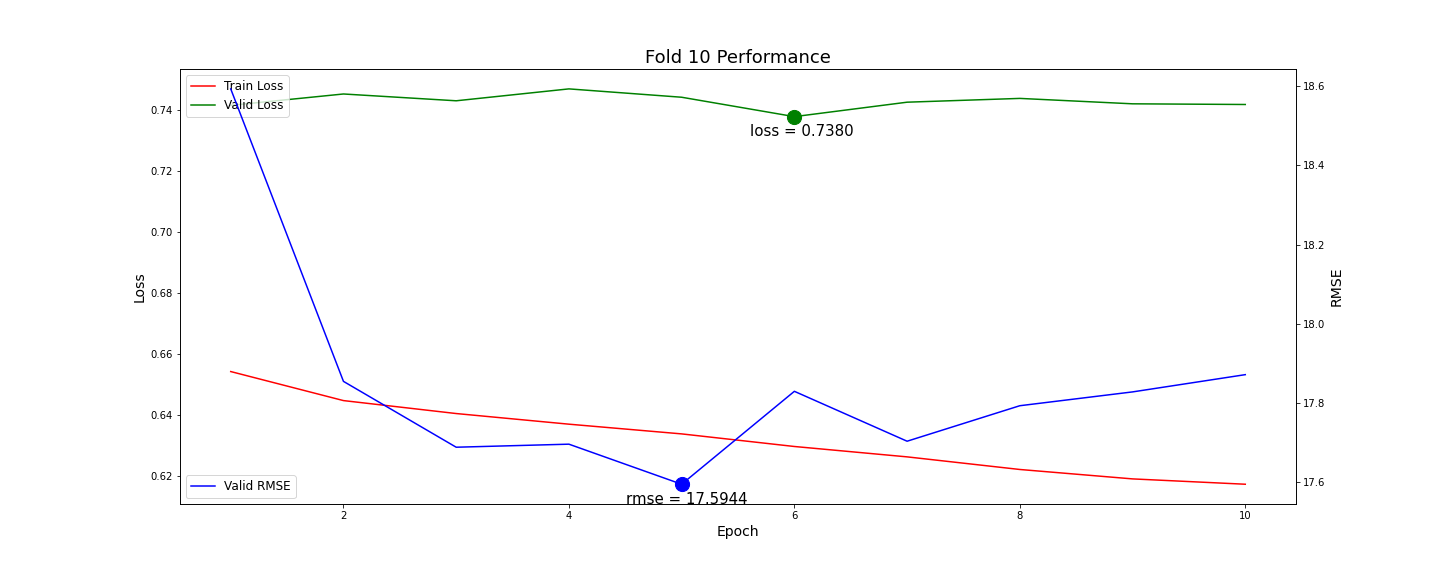 Fold 10 Performance
Train Loss
Valid Loss
loss = 0.7380
rmse = 17.5944
Valid RMSE
Loss
0.74
0.72
0.70
0.68
0.66
0.64
0.62
RMSE
18.6
18.4
18.2
18.0
17.8
17.6
2 4 6 8 10
Epoch